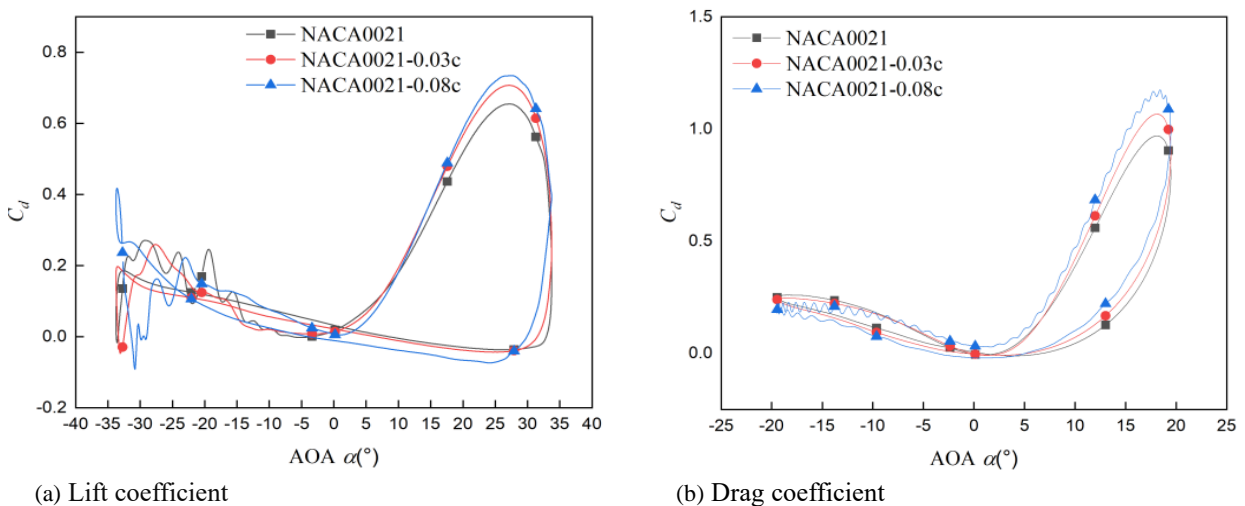 NACA0021
NACA0021-0.03c
NACA0021-0.08c
0.8
0.6
0.4
0.2
0.0
-0.2
C_d
-40 -35 -30 -25 -20 -15 -10 -5 0 5 10 15 20 25 30 35 40
AOA α(°)
(a) Lift coefficient
NACA0021
NACA0021-0.03c
NACA0021-0.08c
1.5
1.0
0.5
0.0
C_d
-25 -20 -15 -10 -5 0 5 10 15 20 25
AOA α(°)
(b) Drag coefficient